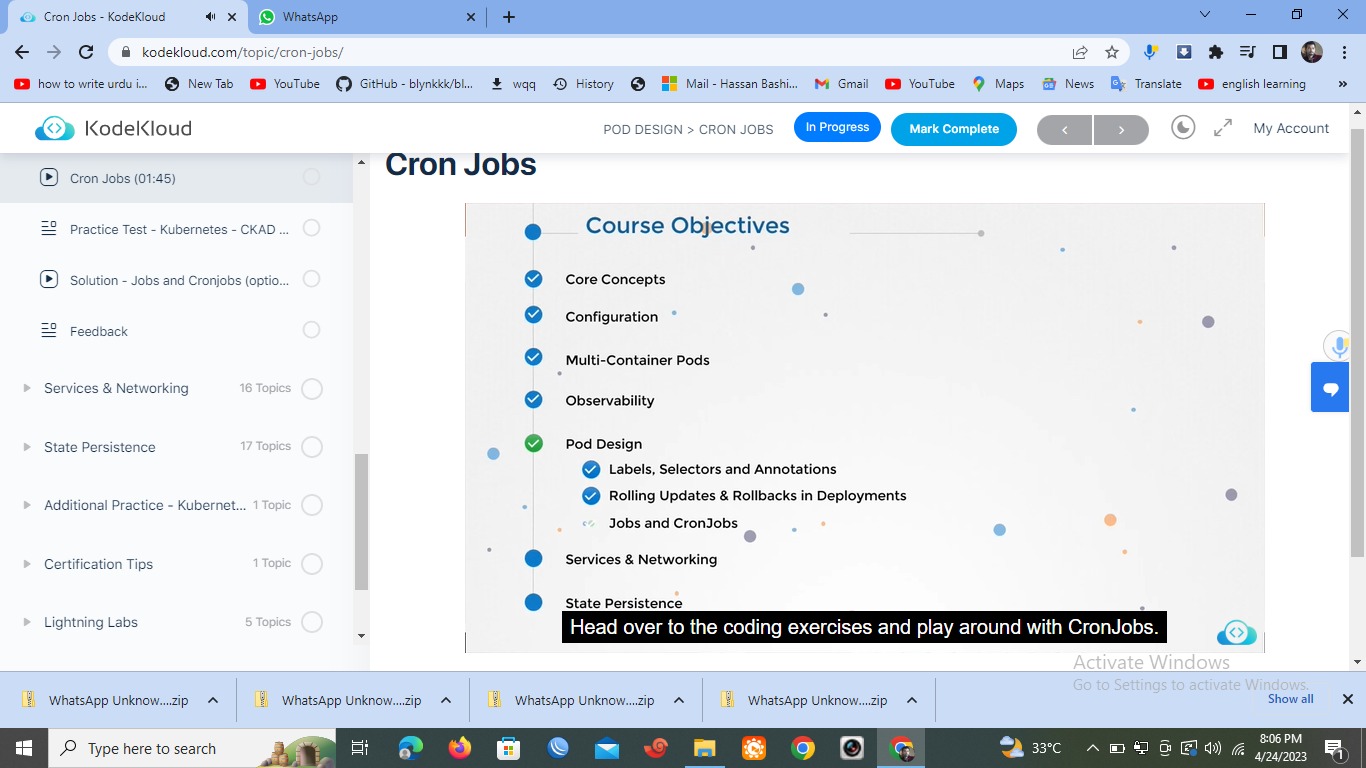 Cron Jobs - KodeKloud
WhatsApp
kodekloud.com/topic/cron-jobs/
how to write urdu i...
New Tab
YouTube
GitHub - blynkkk/bl...
wqq
History
Mail - Hassan Bashi...
Gmail
YouTube
Maps
News
Translate
english learning
KodeKloud
POD DESIGN > CRON JOBS
In Progress
Mark Complete
My Account
Cron Jobs (01:45)
Practice Test - Kubernetes - CKAD ...
Solution - Jobs and Cronjobs (optio...
Feedback
Services & Networking 16 Topics
State Persistence 17 Topics
Additional Practice - Kubernet... 1 Topic
Certification Tips 1 Topic
Lightning Labs 5 Topics
Cron Jobs
Course Objectives
Core Concepts
Configuration
Multi-Container Pods
Observability
Pod Design
Labels, Selectors and Annotations
Rolling Updates & Rollbacks in Deployments
Jobs and CronJobs
Services & Networking
State Persistence
Head over to the coding exercises and play around with CronJobs.
Activate Windows
Go to Settings to activate Windows.
WhatsApp Unknow....zip
WhatsApp Unknow....zip
WhatsApp Unknow....zip
WhatsApp Unknow....zip
Show all
Type here to search
33°C
8:06 PM
4/24/2023
1